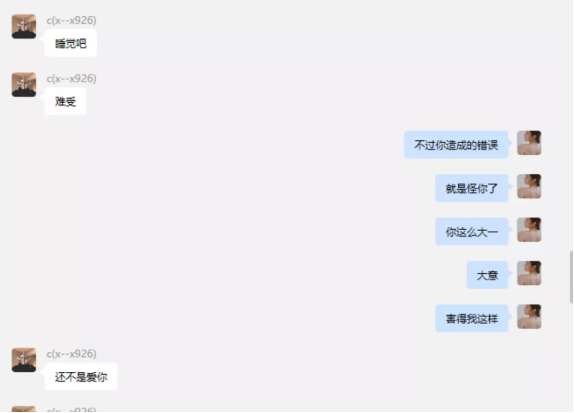 c(x--x926)
睡觉吧
c(x--x926)
难受
不过你造成的错误
就是怪你了
你这么大一
大意
害得我这样
c(x--x926)
还不是爱你
c(x--x926)